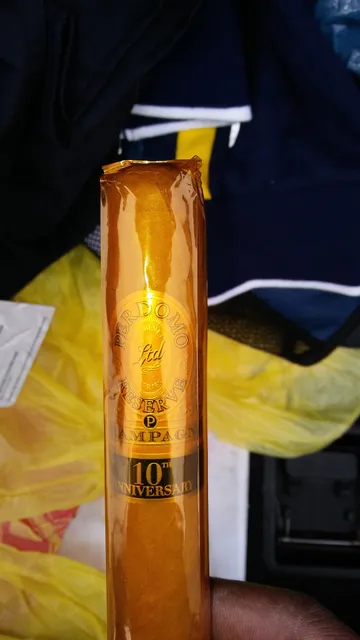 PERDOMO
Ltd
RESERVE
P
CHAMPAGNE
10TH
ANNIVERSARY